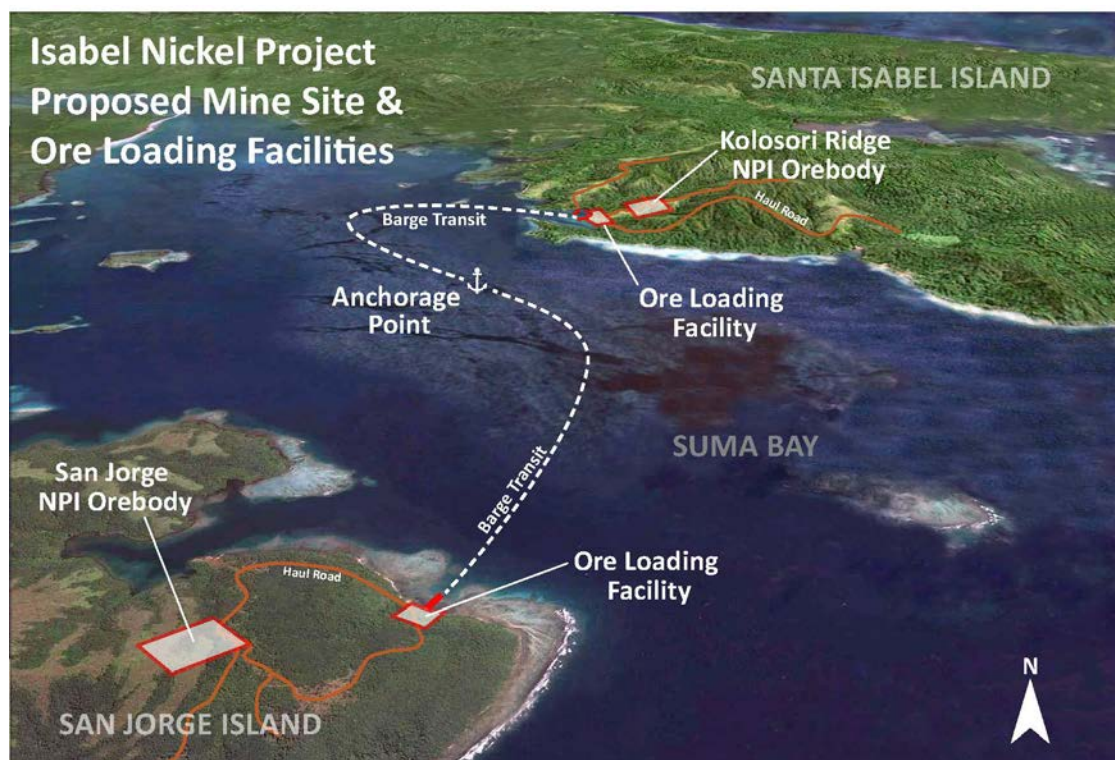 Isabel Nickel Project
Proposed Mine Site &
Ore Loading Facilities
SANTA ISABEL ISLAND
Kolosori Ridge
NPI Orebody
Haul Road
Barge Transit
Anchorage
Point
Ore Loading
Facility
SUMA BAY
Barge Transit
San Jorge
NPI Orebody
Haul Road
Ore Loading
Facility
SAN JORGE ISLAND
N